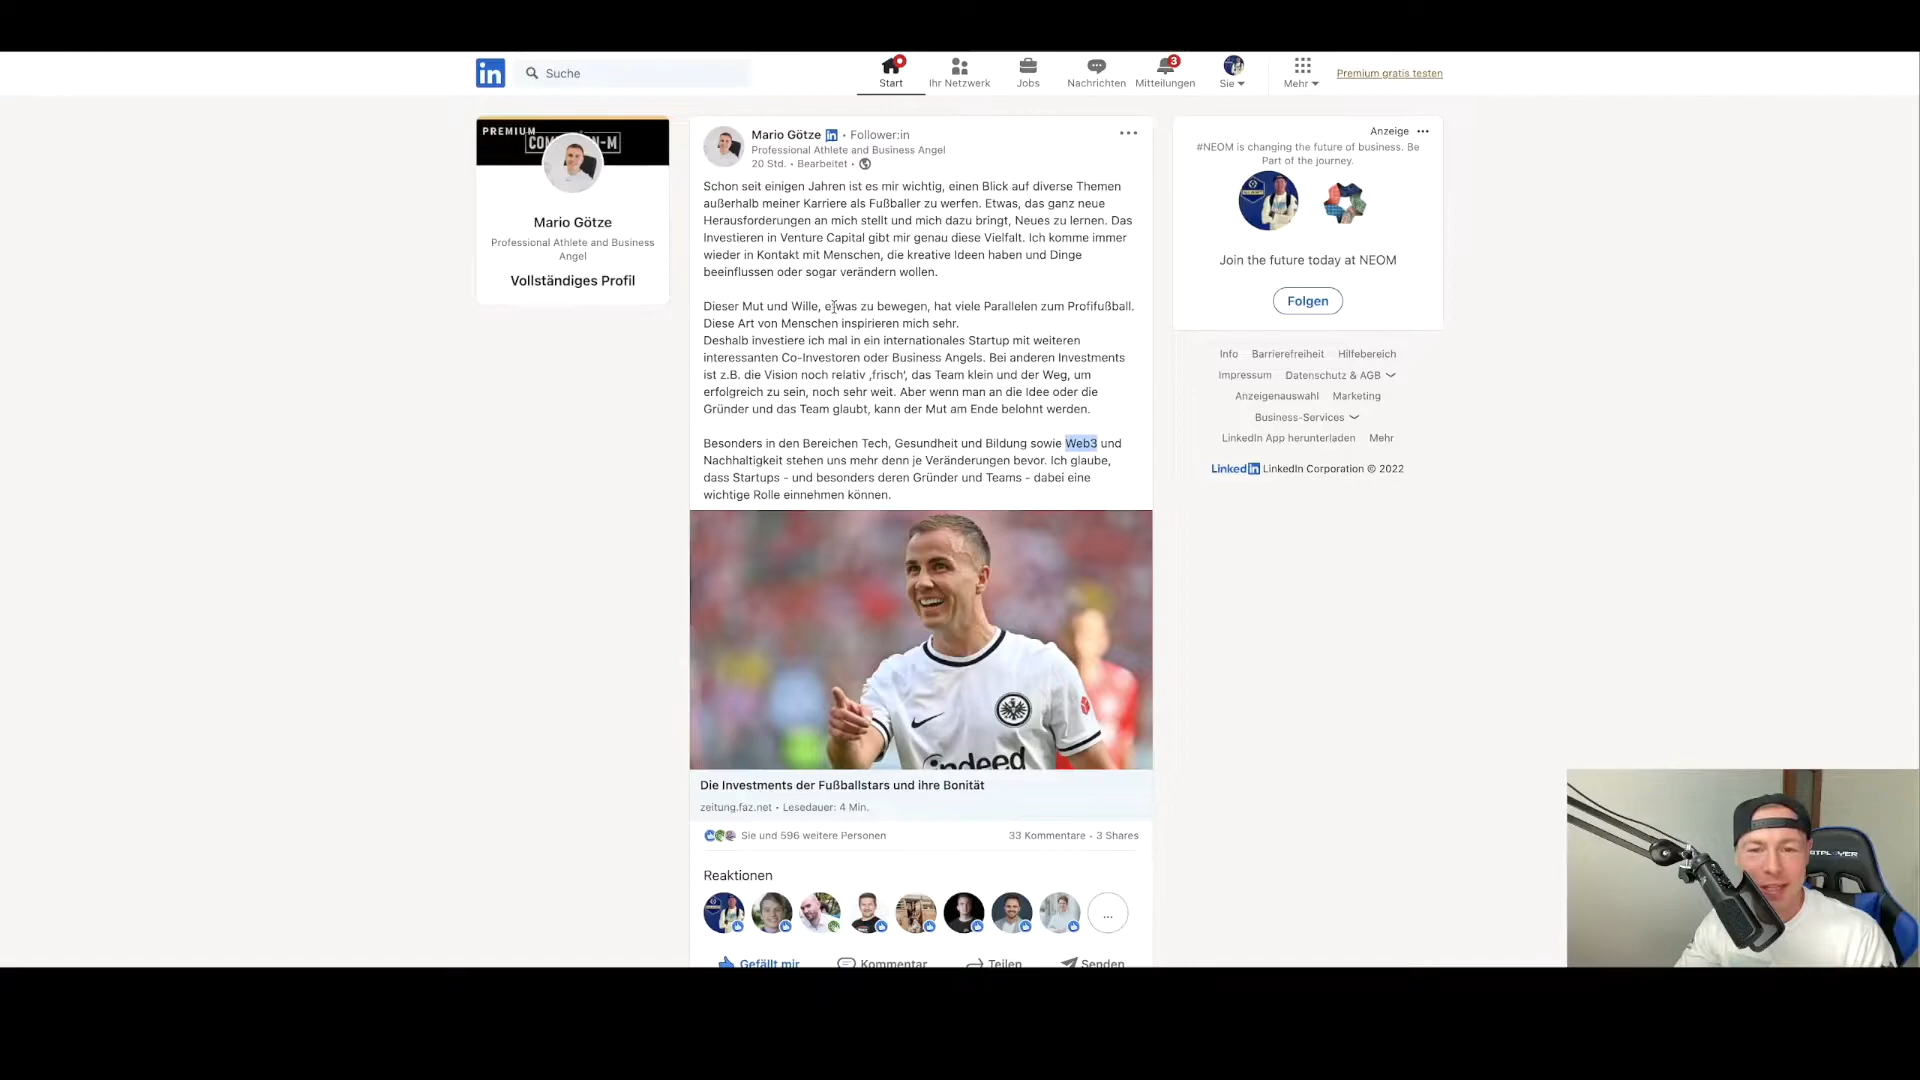 in
Suche
Start
Ihr Netzwerk
Jobs
Nachrichten
3
Mitteilungen
Sie
Mehr
Premium gratis testen
PREMIUM
Mario Götze
Professional Athlete and Business
Angel
Vollständiges Profil
Mario Götze in • Follower:in
Professional Athlete and Business Angel
20 Std. • Bearbeitet •
Schon seit einigen Jahren ist es mir wichtig, einen Blick auf diverse Themen
außerhalb meiner Karriere als Fußballer zu werfen. Etwas, das ganz neue
Herausforderungen an mich stellt und mich dazu bringt, Neues zu lernen. Das
Investieren in Venture Capital gibt mir genau diese Vielfalt. Ich komme immer
wieder in Kontakt mit Menschen, die kreative Ideen haben und Dinge
beeinflussen oder sogar verändern wollen.
Dieser Mut und Wille, etwas zu bewegen, hat viele Parallelen zum Profifußball.
Diese Art von Menschen inspirieren mich sehr.
Deshalb investiere ich mal in ein internationales Startup mit weiteren
interessanten Co-Investoren oder Business Angels. Bei anderen Investments
ist z.B. die Vision noch relativ ‚frisch‘, das Team klein und der Weg, um
erfolgreich zu sein, noch sehr weit. Aber wenn man an die Idee oder die
Gründer und das Team glaubt, kann der Mut am Ende belohnt werden.
Besonders in den Bereichen Tech, Gesundheit und Bildung sowie Web3 und
Nachhaltigkeit stehen uns mehr denn je Veränderungen bevor. Ich glaube,
dass Startups - und besonders deren Gründer und Teams - dabei eine
wichtige Rolle einnehmen können.
indeed
Die Investments der Fußballstars und ihre Bonität
zeitung.faz.net • Lesedauer: 4 Min.
Sie und 596 weitere Personen
33 Kommentare • 3 Shares
Reaktionen
...
Gefällt mir
Kommentar
Teilen
Senden
Anzeige
#NEOM is changing the future of business. Be
Part of the journey.
Join the future today at NEOM
Folgen
Info Barrierefreiheit Hilfebereich
Impressum Datenschutz & AGB
Anzeigenauswahl Marketing
Business-Services
LinkedIn App herunterladen Mehr
Linkedin LinkedIn Corporation © 2022